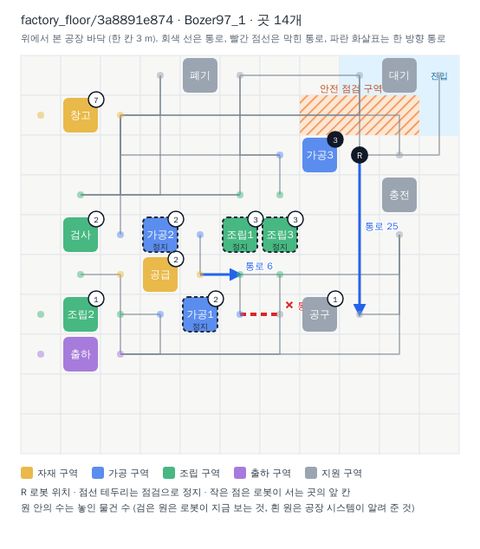 factory_floor/3a8891e874 · Bozer97_1 · 곳 14개
위에서 본 공장 바닥 (한 칸 3 m). 회색 선은 통로, 빨간 점선은 막힌 통로, 파란 화살표는 한 방향 통로
폐기
대기
안전 점검 구역
창고 7
가공3 3
R
충전
통로 25
검사 2
가공2 2
정지
조립1 3
정지
조립3 3
정지
공급 2
통로 6
조립2 1
가공1 2
정지
×
공구 1
출하
자재 구역
가공 구역
조립 구역
출하 구역
지원 구역
R 로봇 위치 · 점선 테두리는 점검으로 정지 · 작은 점은 로봇이 서는 곳의 앞 칸
원 안의 수는 놓인 물건 수 (검은 원은 로봇이 지금 보는 것, 흰 원은 공장 시스템이 알려 준 것)